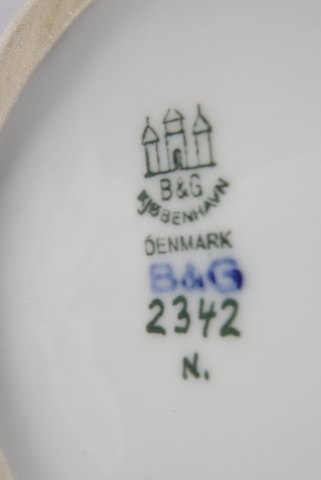 B&G
KJØBENHAVN
DENMARK
B&G
2342
N.